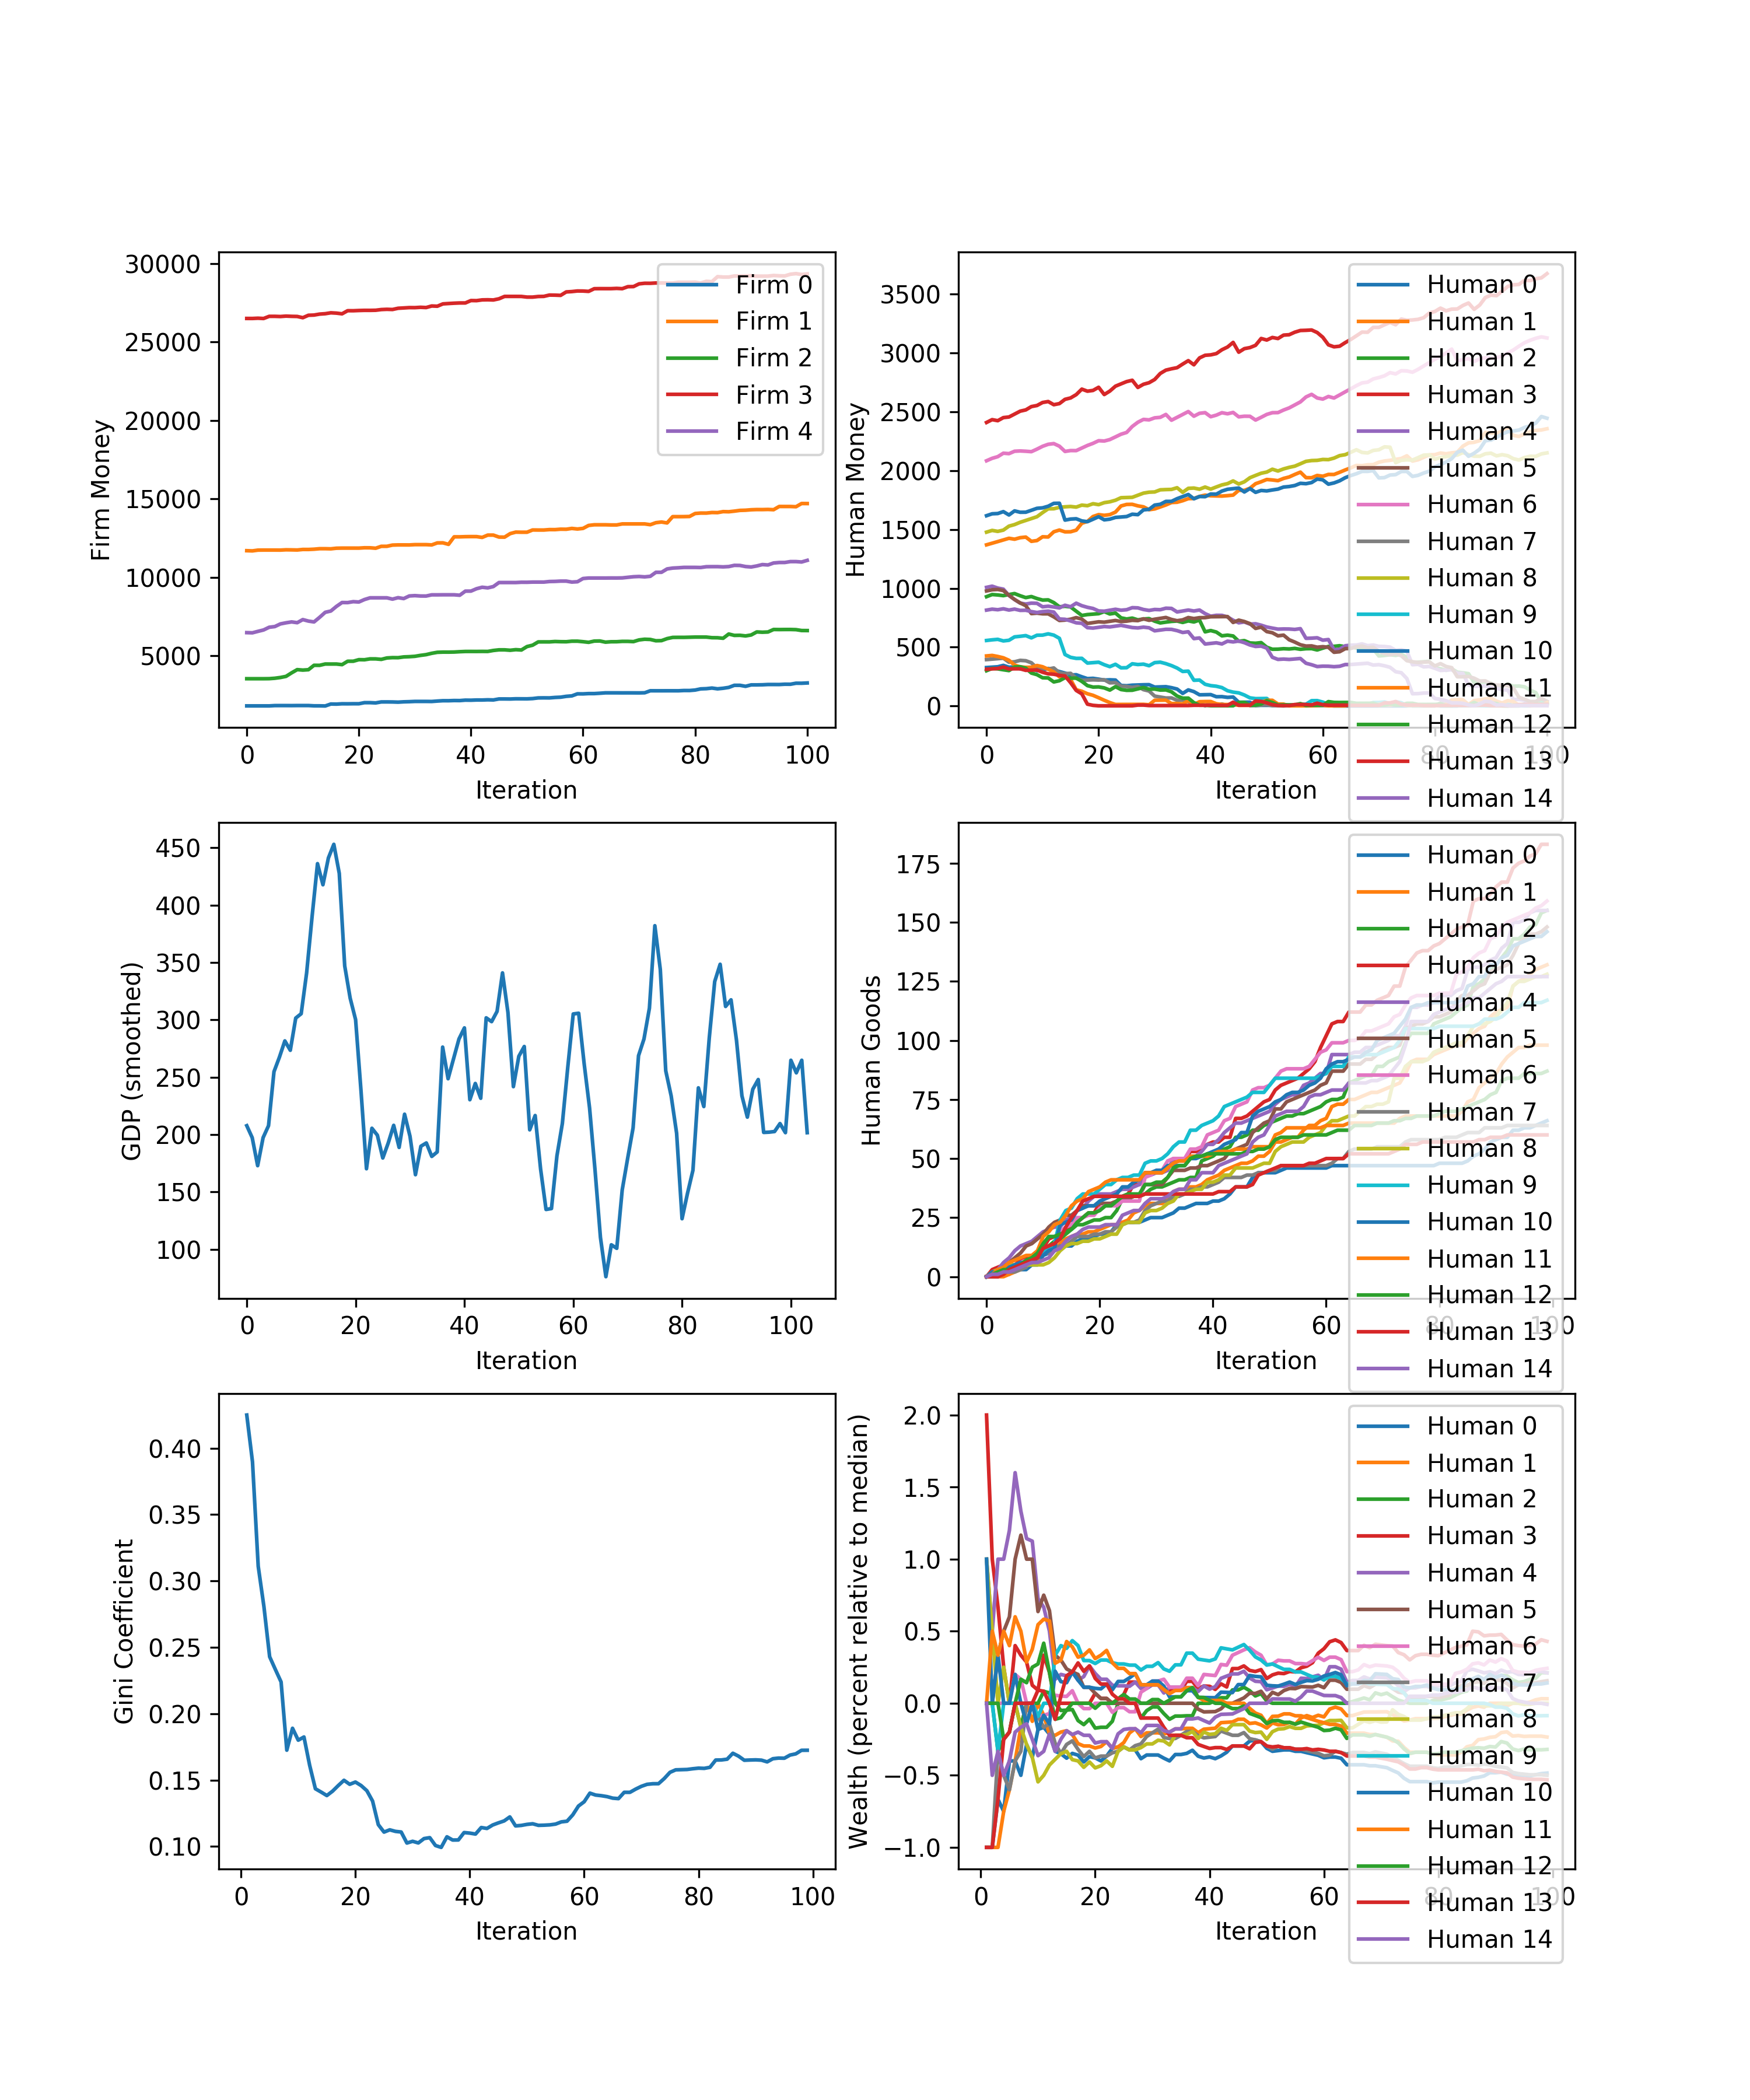 30000
25000
20000
15000
10000
5000
Firm Money
0 20 40 60 80 100
Iteration
Firm 0
Firm 1
Firm 2
Firm 3
Firm 4
3500
3000
2500
2000
1500
1000
500
0
Human Money
0 20 40 60 80 100
Iteration
Human 0
Human 1
Human 2
Human 3
Human 4
Human 5
Human 6
Human 7
Human 8
Human 9
Human 10
Human 11
Human 12
Human 13
Human 14
450
400
350
300
250
200
150
100
GDP (smoothed)
0 20 40 60 80 100
Iteration
175
150
125
100
75
50
25
0
Human Goods
0 20 40 60 80 100
Iteration
Human 0
Human 1
Human 2
Human 3
Human 4
Human 5
Human 6
Human 7
Human 8
Human 9
Human 10
Human 11
Human 12
Human 13
Human 14
0.40
0.35
0.30
0.25
0.20
0.15
0.10
Gini Coefficient
0 20 40 60 80 100
Iteration
2.0
1.5
1.0
0.5
0.0
−0.5
−1.0
Wealth (percent relative to median)
0 20 40 60 80 100
Iteration
Human 0
Human 1
Human 2
Human 3
Human 4
Human 5
Human 6
Human 7
Human 8
Human 9
Human 10
Human 11
Human 12
Human 13
Human 14